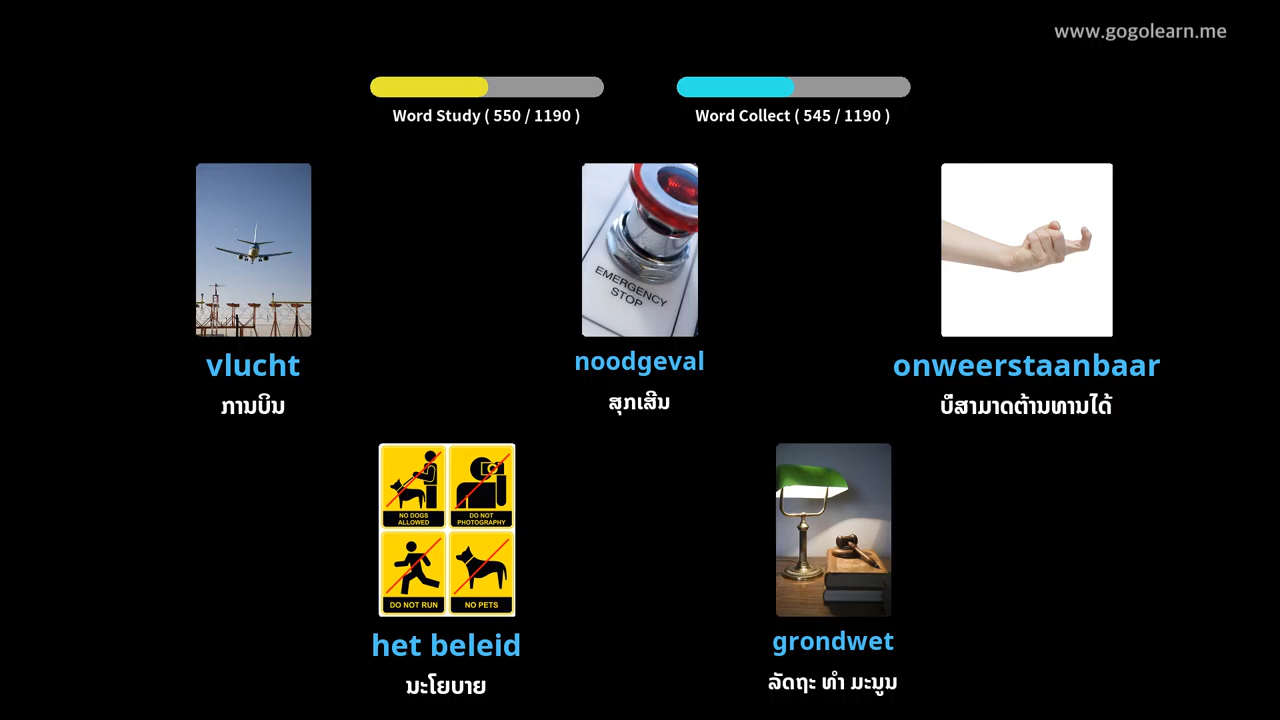 www.gogolearn.me
Word Study ( 550 / 1190 )
Word Collect ( 545 / 1190 )
EMERGENCY
STOP
vlucht
noodgeval
onweerstaanbaar
ການບິນ
ສຸກເສີນ
ບໍ່ສາມາດຕ້ານທານໄດ້
NO DOGS
ALLOWED
DO NOT
PHOTOGRAPHY
DO NOT RUN
NO PETS
het beleid
grondwet
ນະໂຍບາຍ
ລັດຖະ ທຳ ມະນູນ